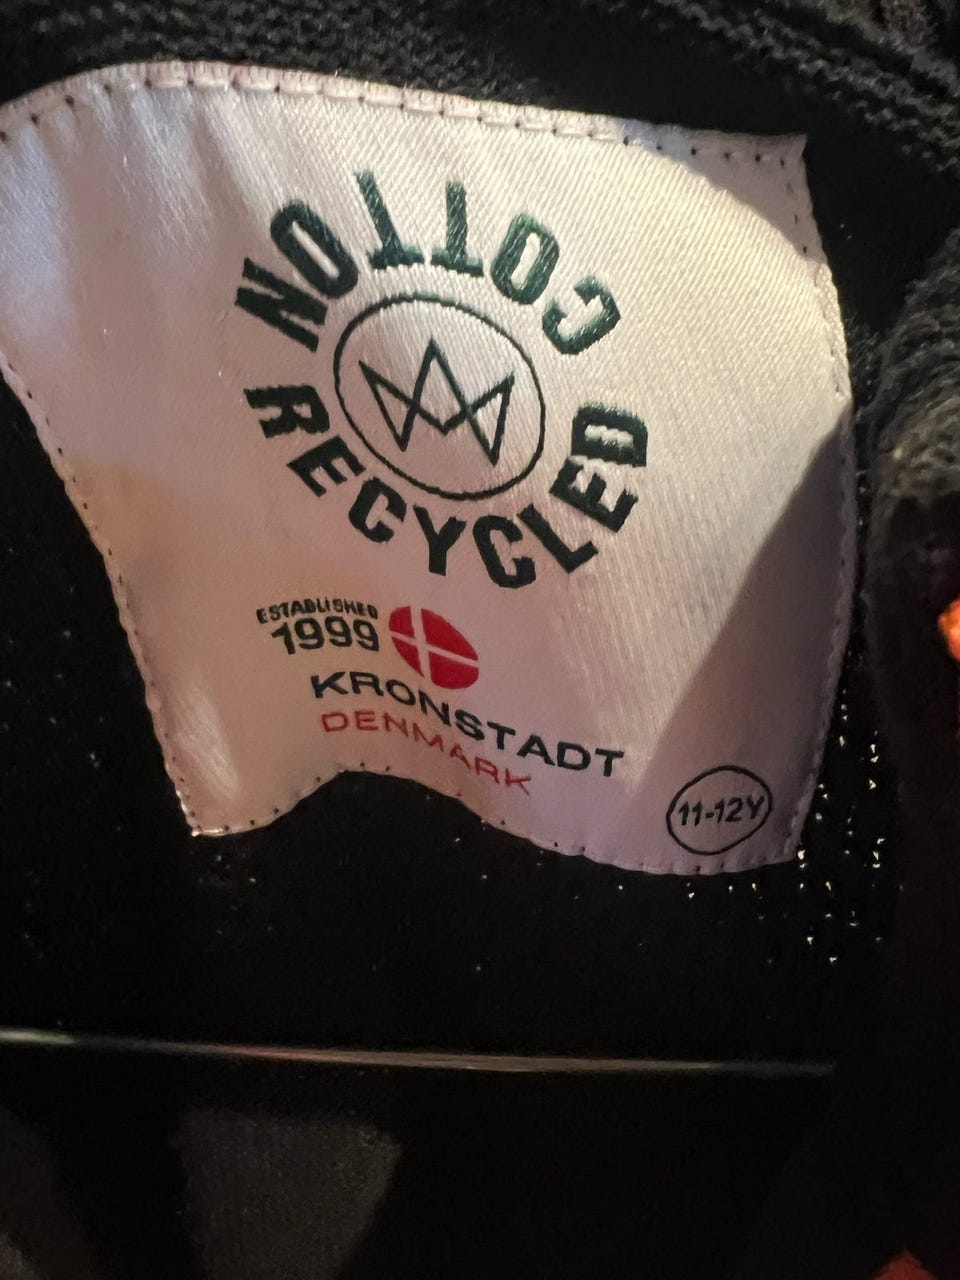 RECYCLED COTTON
ESTABLISHED
1999
KRONSTADT
DENMARK
11-12Y